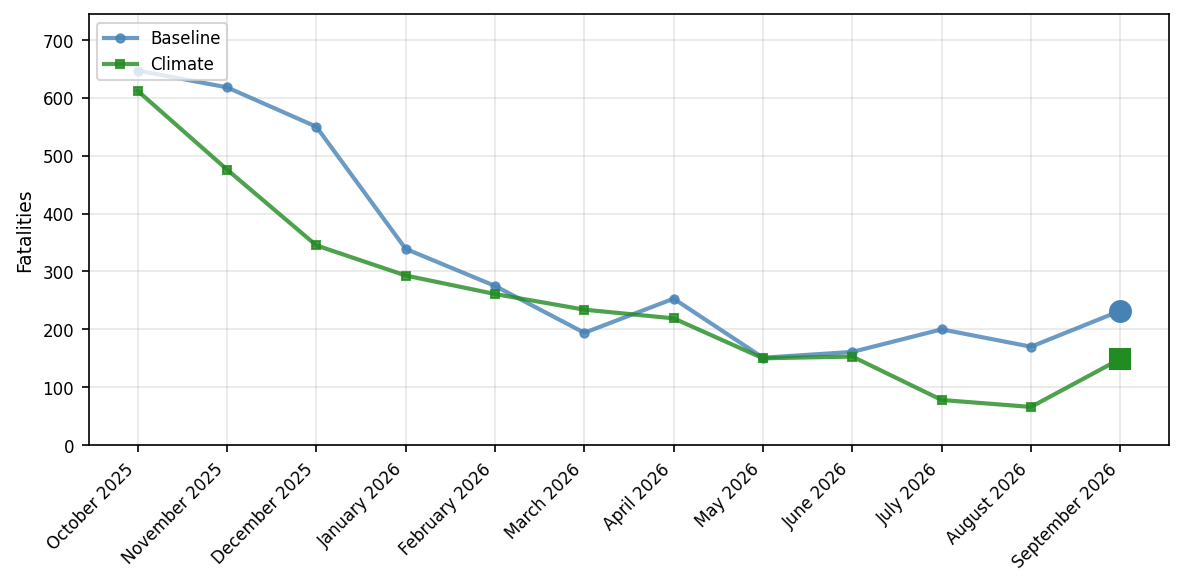 Baseline
Climate
Fatalities
700
600
500
400
300
200
100
0
October 2025
November 2025
December 2025
January 2026
February 2026
March 2026
April 2026
May 2026
June 2026
July 2026
August 2026
September 2026